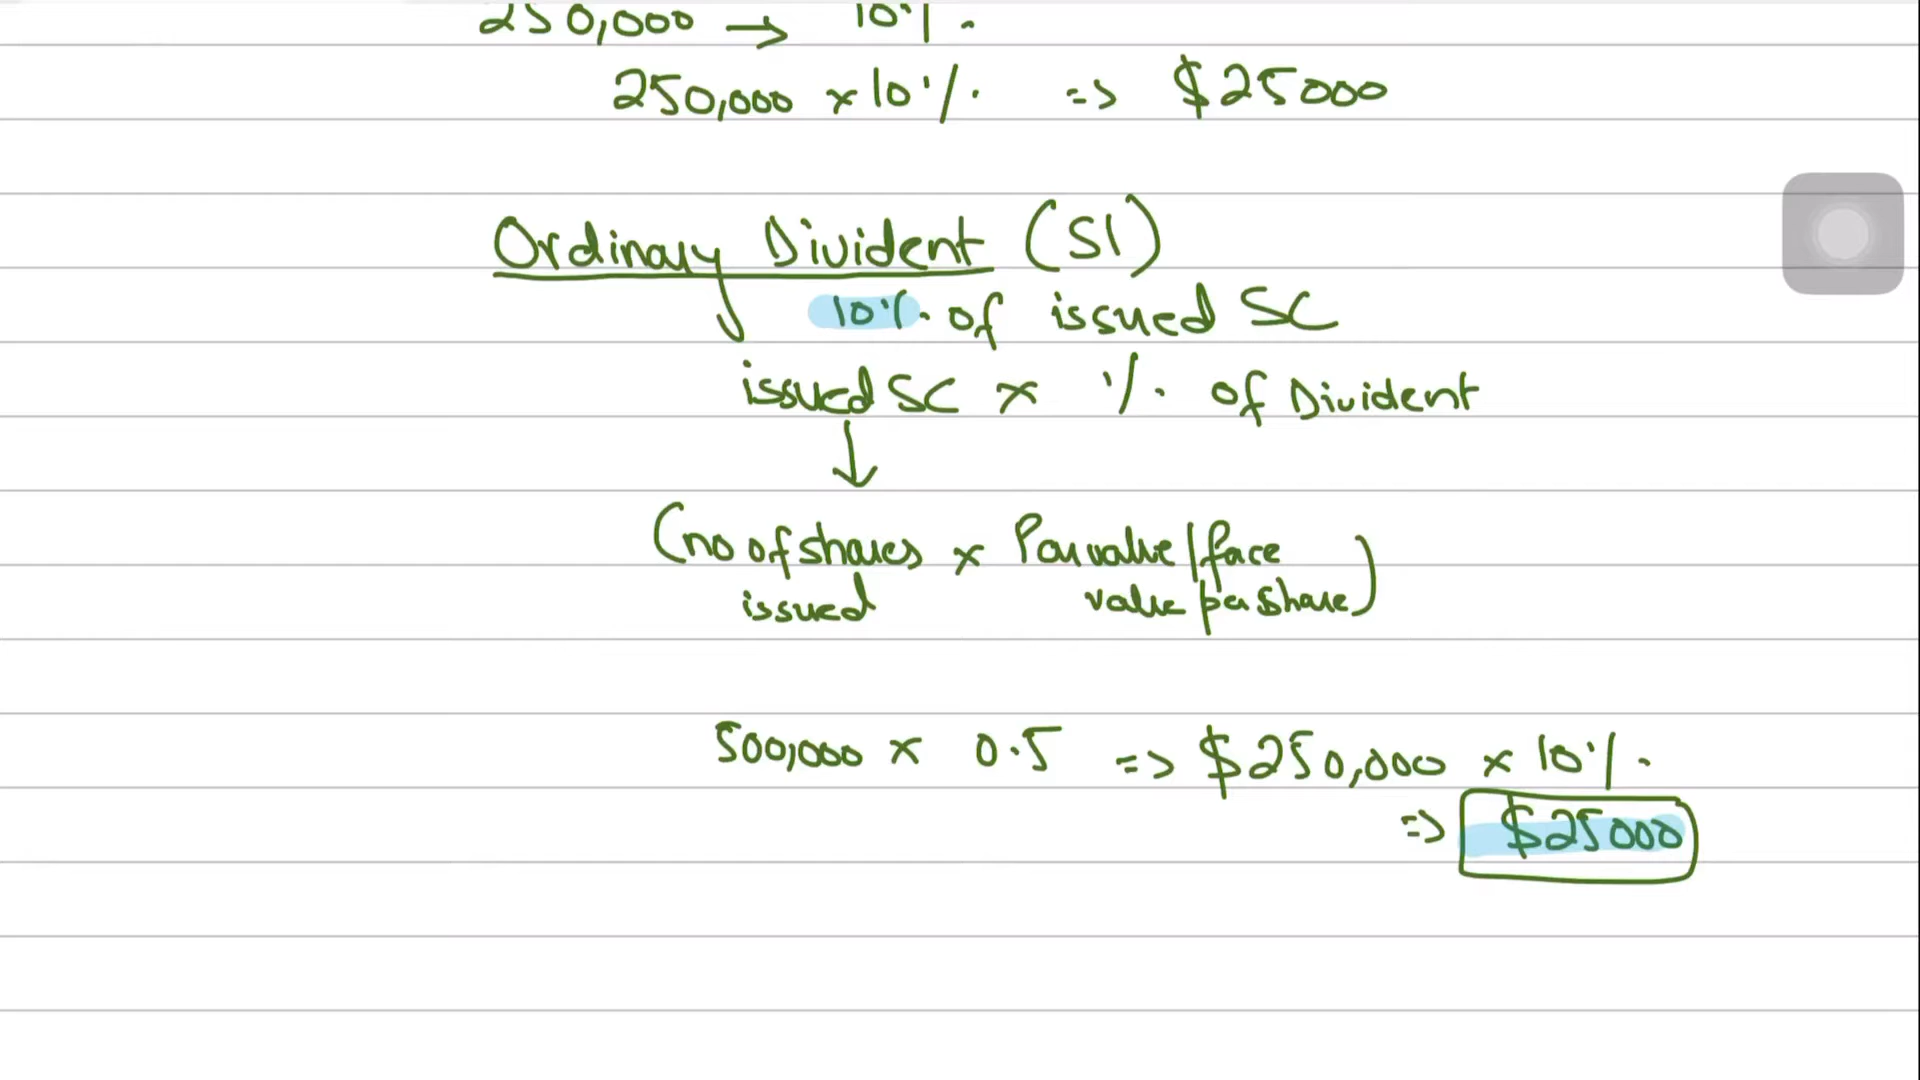 250,000 → 10%.
250,000 × 10% => $25000
Ordinary Divident (S1)
10% of issued SC
issued SC × % of Divident
(no of shares × Par value / face
issued value per share)
500,000 × 0.5 => $250,000 × 10%.
=> $25000